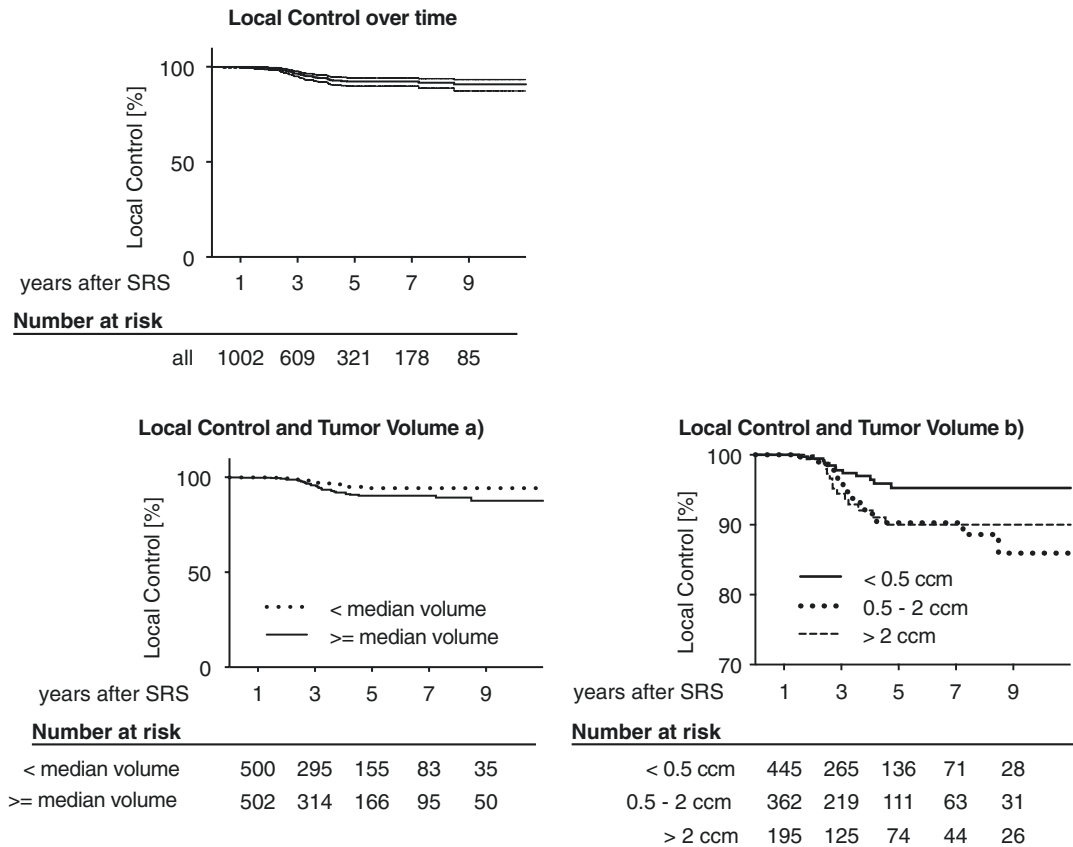 Local Control over time
Local Control [%]
100
50
0
years after SRS 1 3 5 7 9
Number at risk
all 1002 609 321 178 85
Local Control and Tumor Volume a)
Local Control [%]
100
50
0
< median volume
>= median volume
years after SRS 1 3 5 7 9
Number at risk
< median volume 500 295 155 83 35
>= median volume 502 314 166 95 50
Local Control and Tumor Volume b)
Local Control [%]
100
90
80
70
< 0.5 ccm
0.5 - 2 ccm
> 2 ccm
years after SRS 1 3 5 7 9
Number at risk
< 0.5 ccm 445 265 136 71 28
0.5 - 2 ccm 362 219 111 63 31
> 2 ccm 195 125 74 44 26